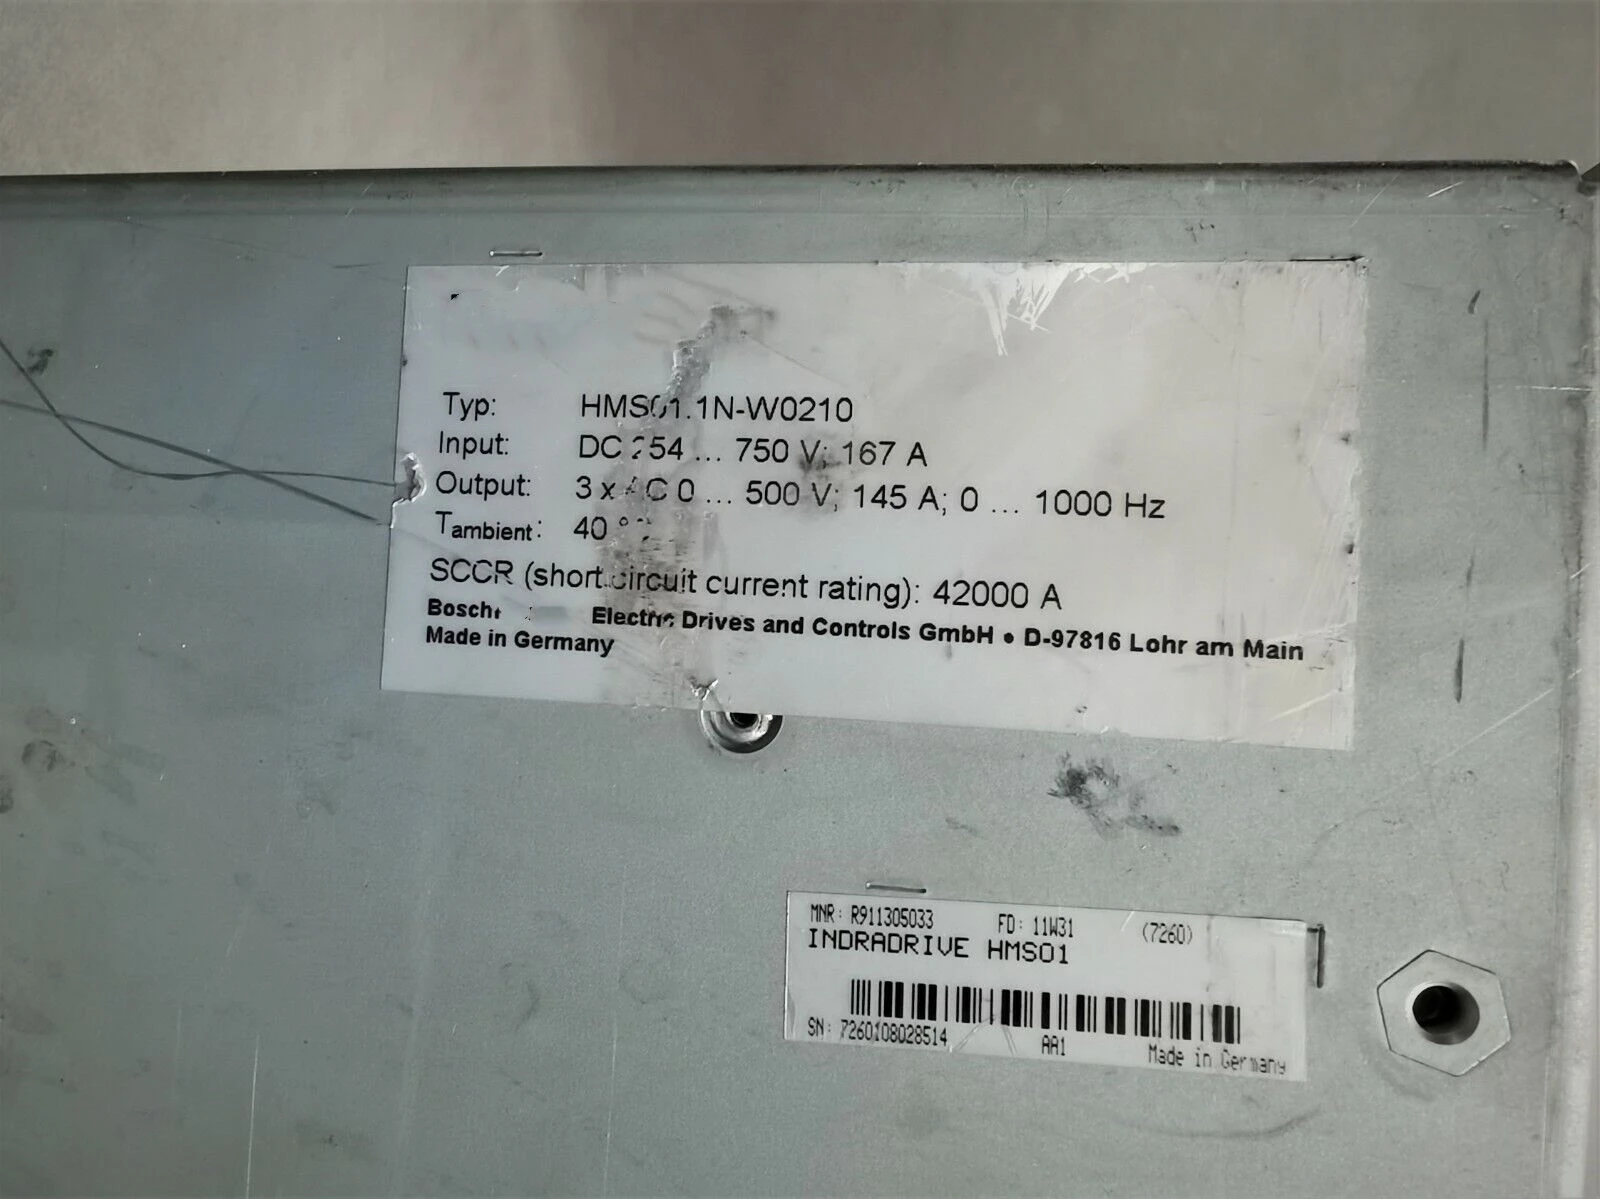 Typ: HMS01.1N-W0210
Input: DC 254 ... 750 V; 167 A
Output: 3 x AC 0 ... 500 V; 145 A; 0 ... 1000 Hz
Tambient: 40
SCCR (short circuit current rating): 42000 A
Electric Drives and Controls GmbH • D-97816 Lohr am Main
Made in Germany
MNR: R911305033 FD: 11W31 (7260)
INDRADRIVE HMS01
SN: 7260108028514 AA1 Made in Germany